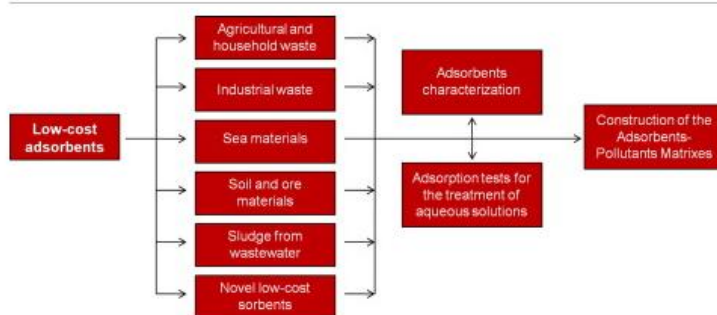 Low-cost
adsorbents
Agricultural and
household waste
Industrial waste
Sea materials
Soil and ore
materials
Sludge from
wastewater
Novel low-cost
sorbents
Adsorbents
characterization
Adsorption tests for
the treatment of
aqueous solutions
Construction of the
Adsorbents-
Pollutants Matrixes